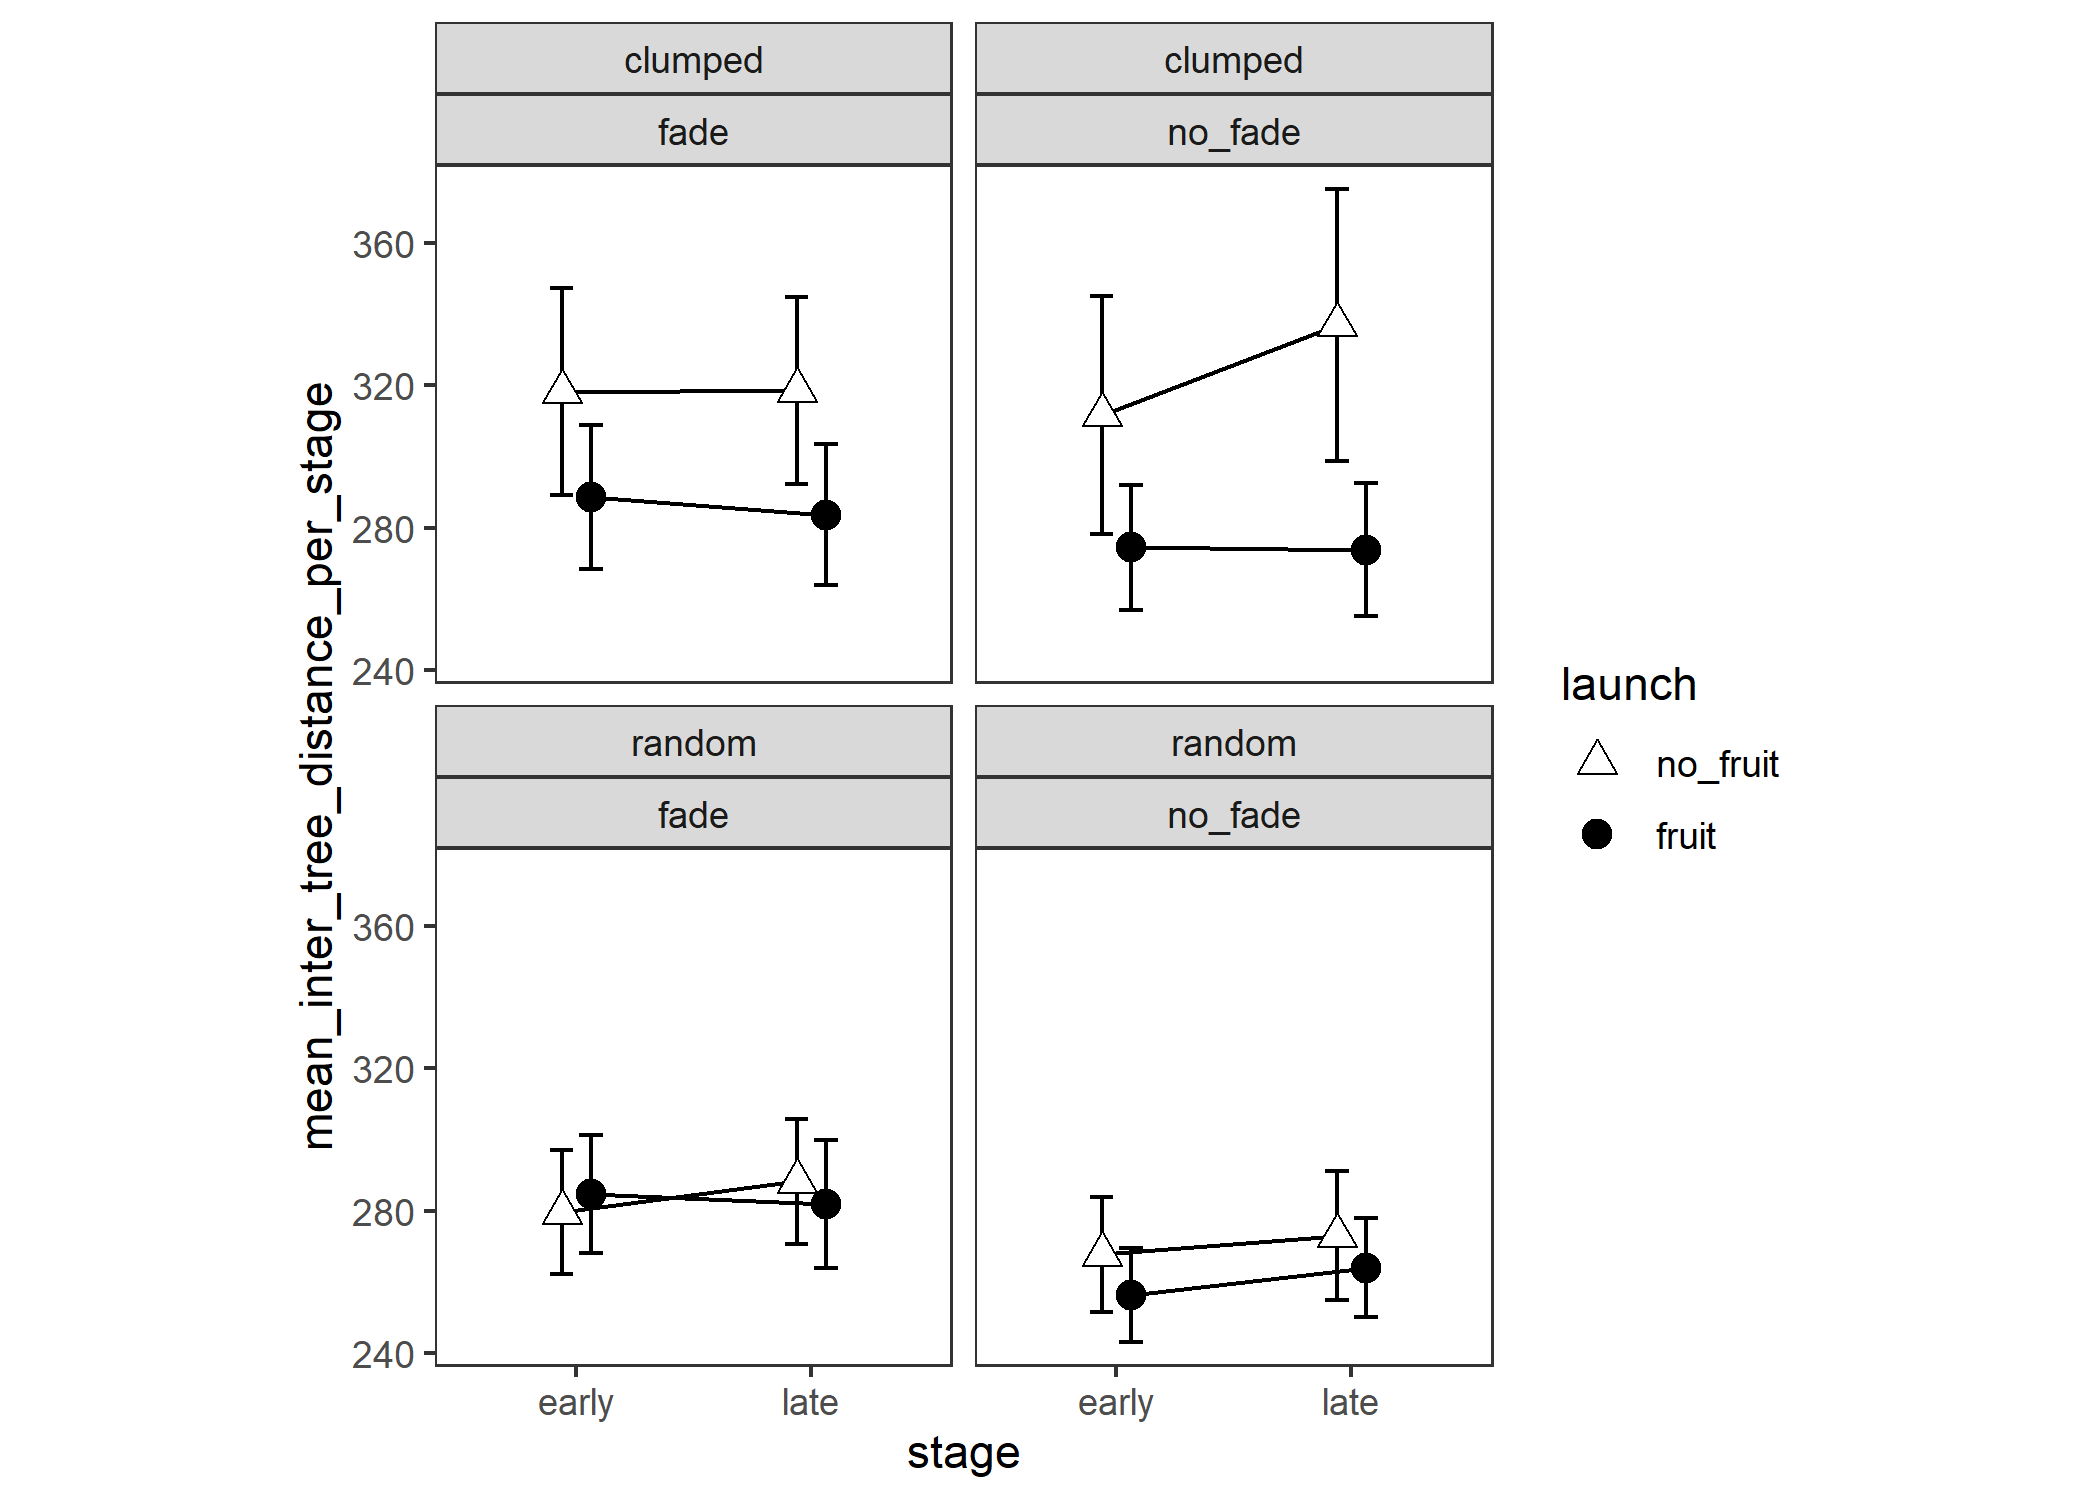 clumped
fade
clumped
no_fade
360
320
280
240
random
fade
random
no_fade
360
320
280
240
early
late
early
late
stage
mean_inter_tree_distance_per_stage
launch
no_fruit
fruit